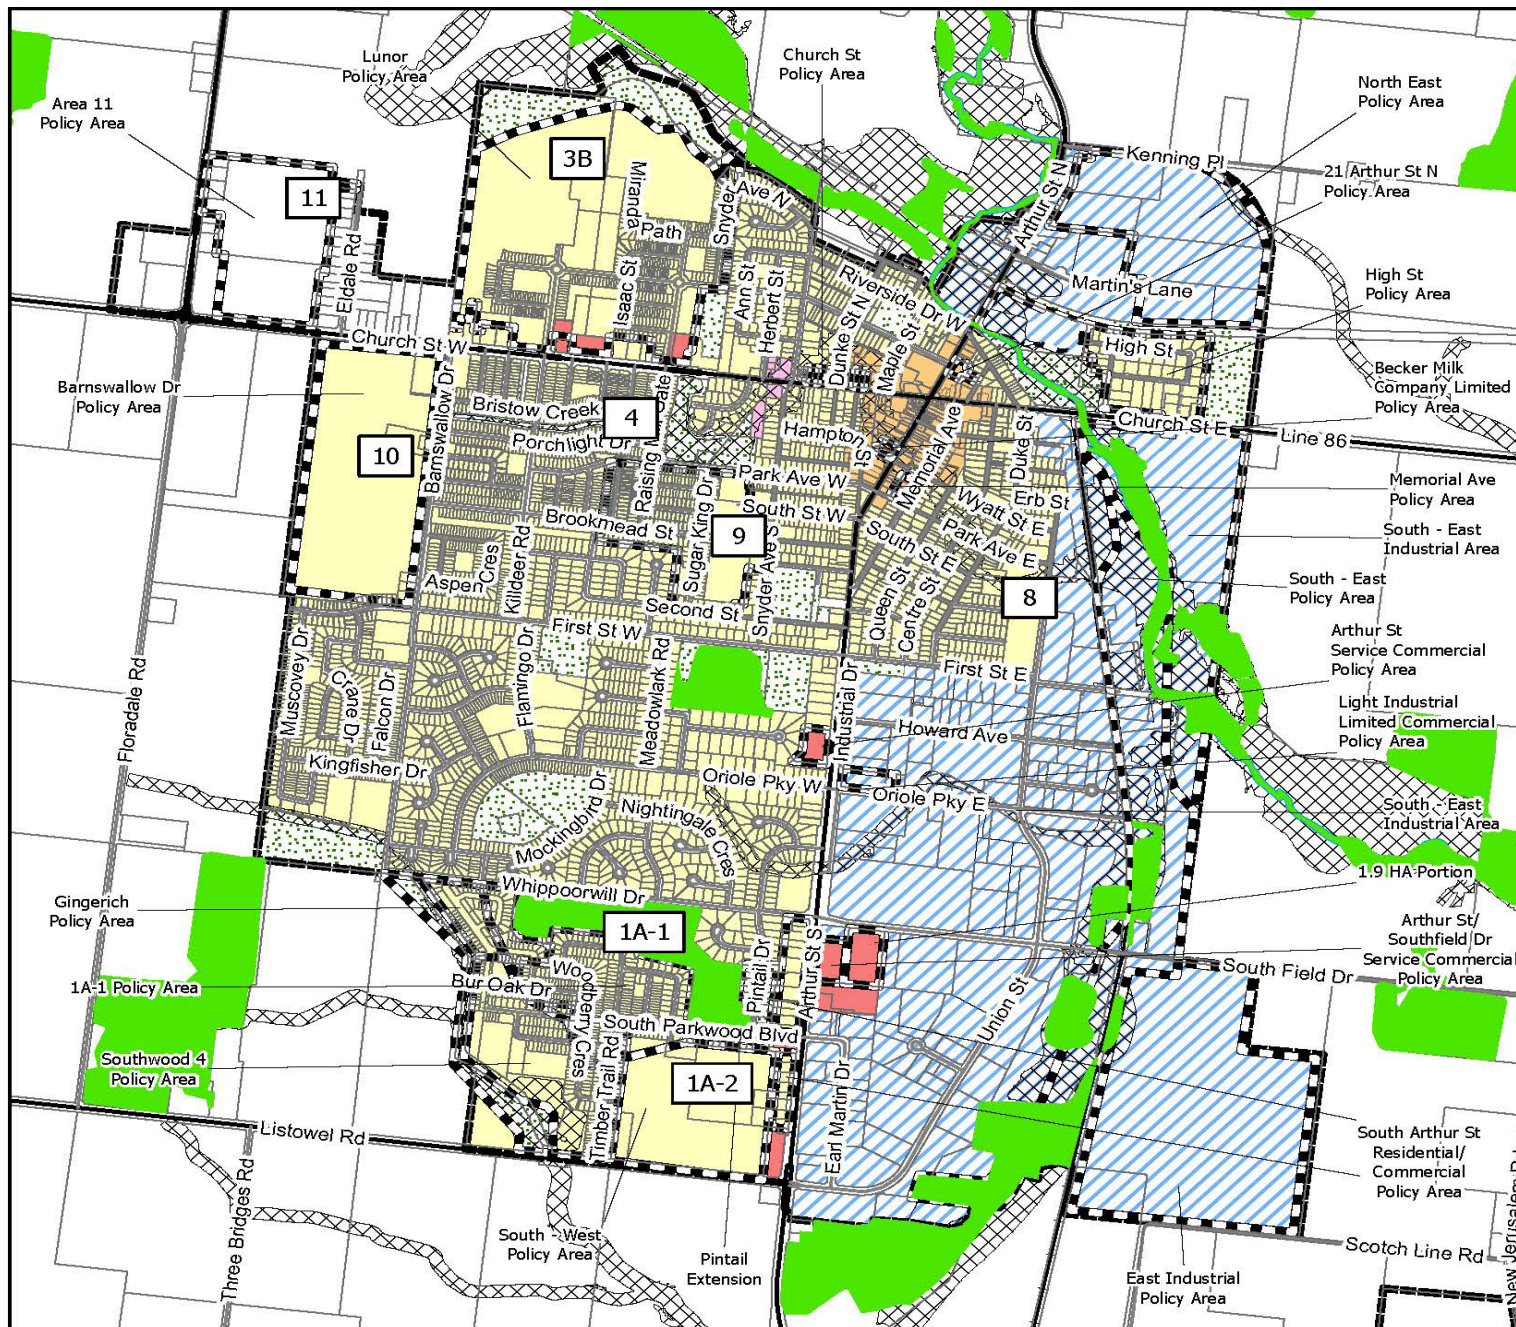 Lunor
Policy Area
Church St
Policy Area
North East
Policy Area
Area 11
Policy Area
21 Arthur St N
Policy Area
High St
Policy Area
Becker Milk
Company Limited
Policy Area
Memorial Ave
Policy Area
South - East
Industrial Area
South - East
Policy Area
Arthur St
Service Commercial
Policy Area
Light Industrial
Limited Commercial
Policy Area
South - East
Industrial Area
1.9 HA Portion
Arthur St/
Southfield Dr
Service Commercial
Policy Area
South Arthur St
Residential/
Commercial
Policy Area
East Industrial
Policy Area
Pintail
Extension
South - West
Policy Area
Southwood 4
Policy Area
1A-1 Policy Area
Gingerich
Policy Area
Barnswallow Dr
Policy Area
3B
11
4
10
9
8
1A-1
1A-2
Kenning Pl
Arthur St N
Martin's Lane
High St
Church St E
Line 86
Miranda
Path
Snyder
Ave N
Isaac St
Ann St
Herbert St
Riverside Dr W
Dunke St N
Maple St
Eldale Rd
Church St W
Barnswallow Dr
Bristow Creek
Porchlight Dr
Raising
Gate
Hampton
St
Memorial Ave
Duke St
Park Ave W
South St W
Wyatt St E
Erb St
Park Ave E
South St E
Brookmead St
Sugar King Dr
Snyder Ave S
Killdeer Rd
Aspen Cres
Second St
First St W
Queen St
Centre St
First St E
Muscovey Dr
Crane Dr
Falcon Dr
Flamingo Dr
Meadowlark Rd
Industrial Dr
Howard Ave
Kingfisher Dr
Oriole Pky W
Oriole Pky E
Mockingbird Dr
Nightingale Cres
Floradale Rd
Whippoorwill Dr
Woodberry Cres
Bur Oak Dr
Pintail Dr
Arthur St S
South Field Dr
Union St
South Parkwood Blvd
Timber Trail Rd
Earl Martin Dr
Listowel Rd
Three Bridges Rd
Scotch Line Rd
New Jerusalem Rd